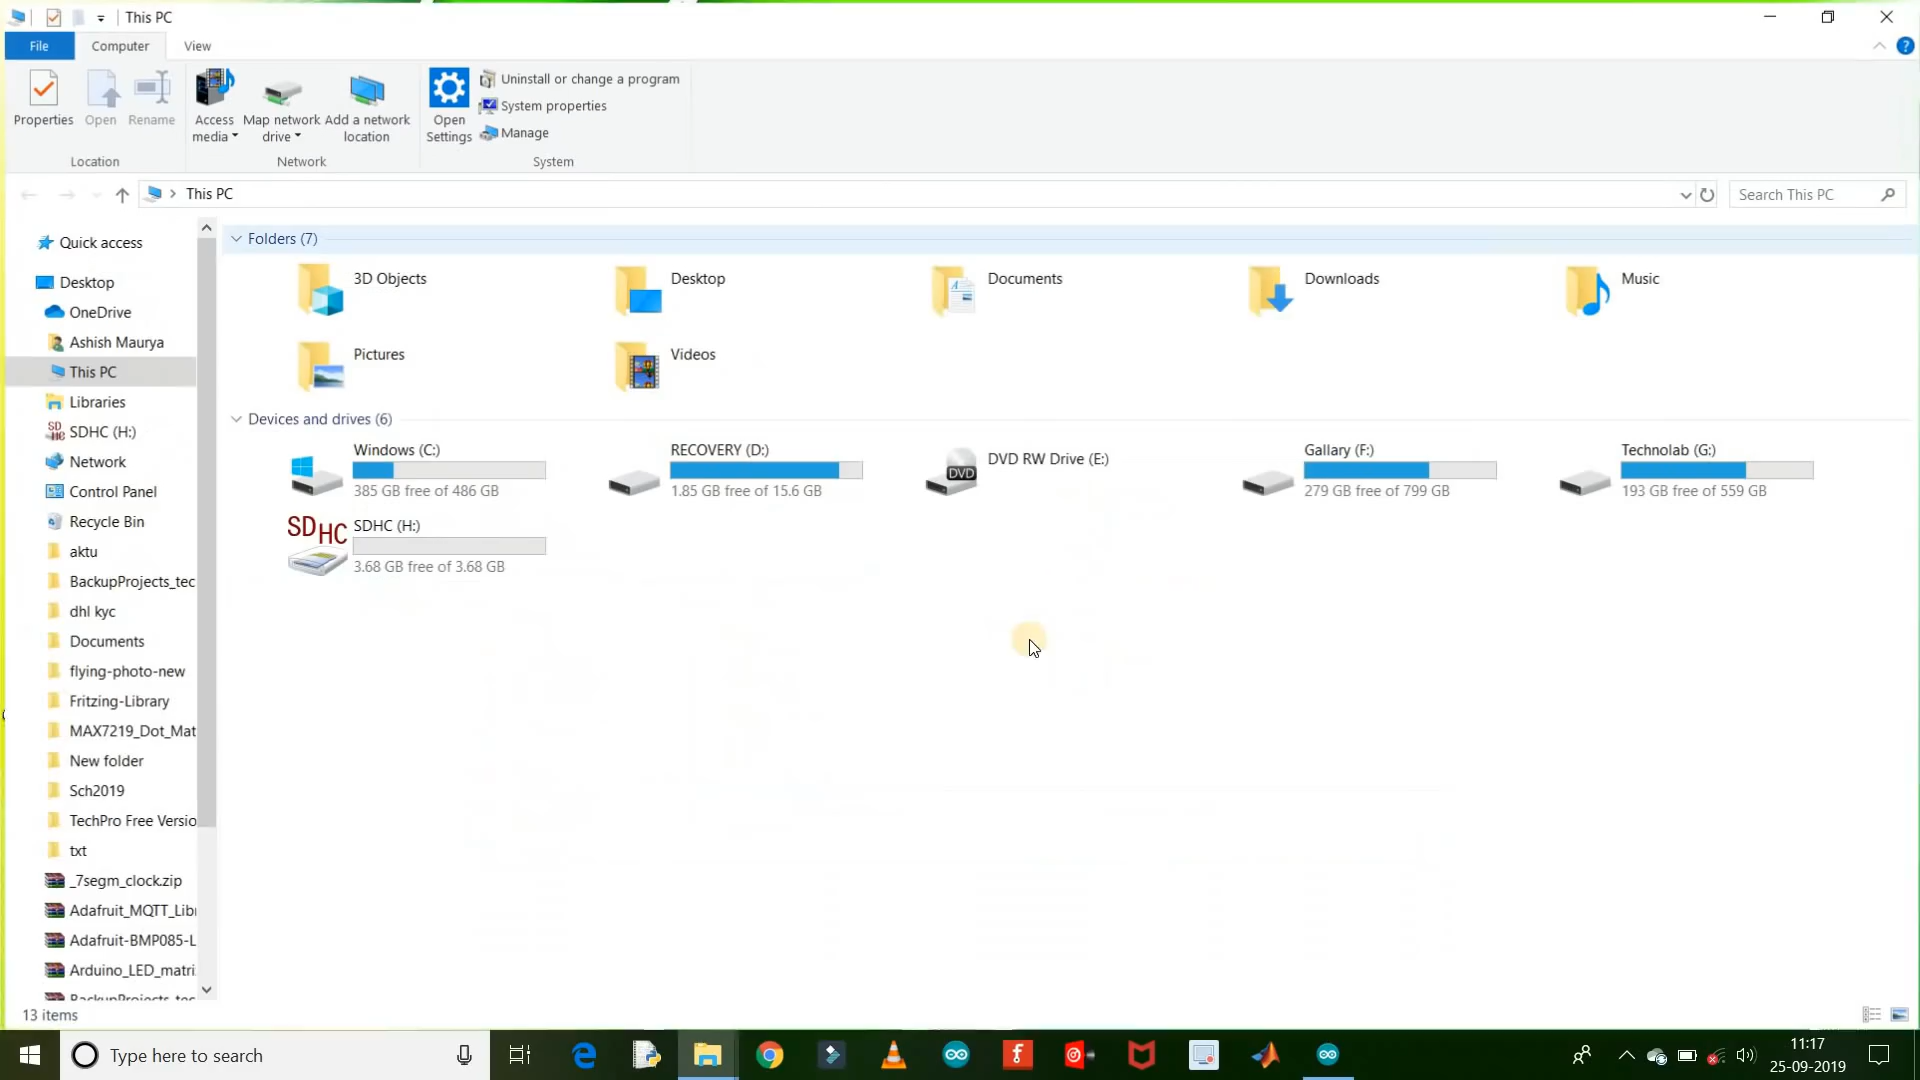 This PC
File
Computer
View
Properties
Open
Rename
Access
media
Map network
drive
Add a network
location
Open
Settings
Uninstall or change a program
System properties
Manage
Location
Network
System
This PC
Search This PC
Quick access
Desktop
OneDrive
Ashish Maurya
This PC
Libraries
SDHC (H:)
Network
Control Panel
Recycle Bin
aktu
BackupProjects_tec
dhl kyc
Documents
flying-photo-new
Fritzing-Library
MAX7219_Dot_Mat
New folder
Sch2019
TechPro Free Versio
txt
_7segm_clock.zip
Adafruit_MQTT_Lib
Adafruit-BMP085-L
Arduino_LED_matri
BackupProjects_tec
Folders (7)
3D Objects
Desktop
Documents
Downloads
Music
Pictures
Videos
Devices and drives (6)
Windows (C:)
385 GB free of 486 GB
RECOVERY (D:)
1.85 GB free of 15.6 GB
DVD
DVD RW Drive (E:)
Gallary (F:)
279 GB free of 799 GB
Technolab (G:)
193 GB free of 559 GB
SDHC
SDHC (H:)
3.68 GB free of 3.68 GB
13 items
Type here to search
11:17
25-09-2019